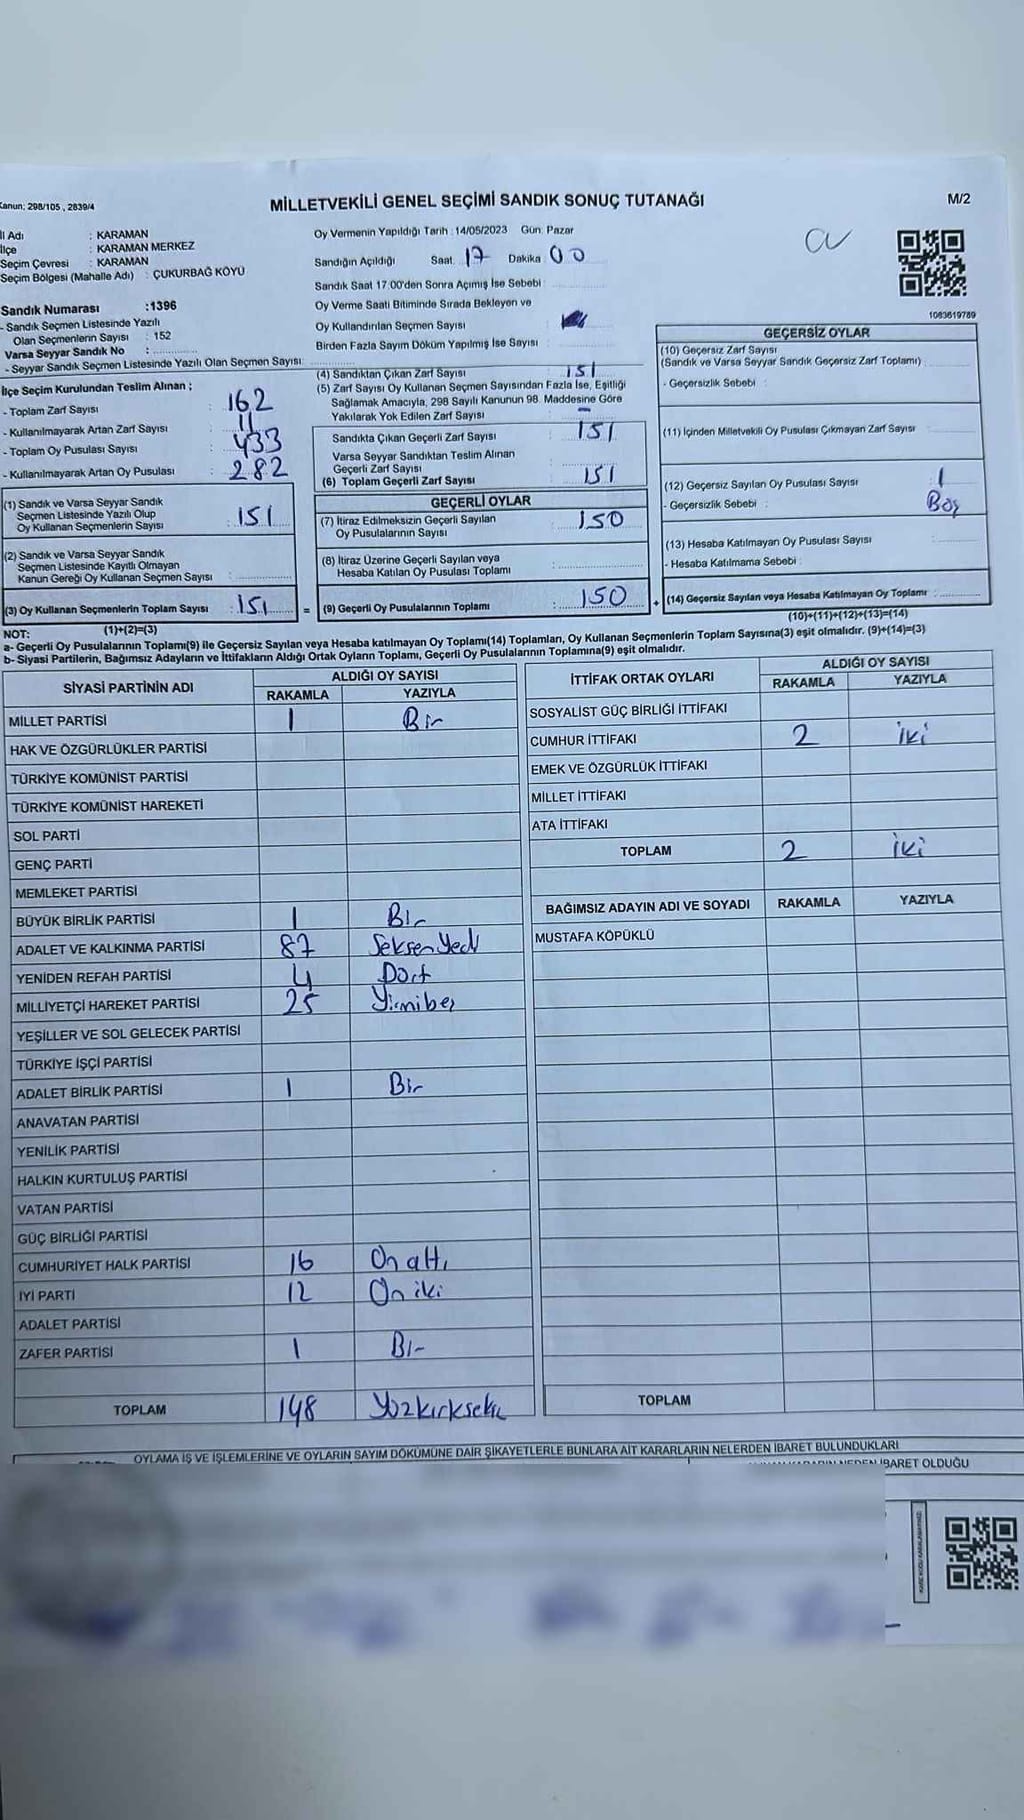 Kanun: 298/105 , 2839/4
MİLLETVEKİLİ GENEL SEÇİMİ SANDIK SONUÇ TUTANAĞI
M/2
İl Adı : KARAMAN
İlçe : KARAMAN MERKEZ
Seçim Çevresi : KARAMAN
Seçim Bölgesi (Mahalle Adı) : ÇUKURBAĞ KÖYÜ
Sandık Numarası :1396
- Sandık Seçmen Listesinde Yazılı
Olan Seçmenlerin Sayısı : 152
Varsa Seyyar Sandık No :
- Seyyar Sandık Seçmen Listesinde Yazılı Olan Seçmen Sayısı:
Oy Vermenin Yapıldığı Tarih :14/05/2023 Gün: Pazar
Sandığın Açıldığı Saat: 17 Dakika 00
Sandık Saat 17:00'den Sonra Açımış İse Sebebi :
Oy Verme Saati Bitiminde Sırada Bekleyen ve
Oy Kullandırılan Seçmen Sayısı :
Birden Fazla Sayım Döküm Yapılmış İse Sayısı :
1083619789
İlçe Seçim Kurulundan Teslim Alınan ;
- Toplam Zarf Sayısı : 162
- Kullanılmayarak Artan Zarf Sayısı : 11
- Toplam Oy Pusulası Sayısı : 433
- Kullanılmayarak Artan Oy Pusulası : 282
(1) Sandık ve Varsa Seyyar Sandık
Seçmen Listesinde Yazılı Olup
Oy Kullanan Seçmenlerin Sayısı : 151
(2) Sandık ve Varsa Seyyar Sandık
Seçmen Listesinde Kayıtlı Olmayan
Kanun Gereği Oy Kullanan Seçmen Sayısı :
(3) Oy Kullanan Seçmenlerin Toplam Sayısı : 151 =
(1)+(2)=(3)
(4) Sandıktan Çıkan Zarf Sayısı : 151
(5) Zarf Sayısı Oy Kullanan Seçmen Sayısından Fazla İse, Eşitliği
Sağlamak Amacıyla, 298 Sayılı Kanunun 98. Maddesine Göre
Yakılarak Yok Edilen Zarf Sayısı : -
Sandıkta Çıkan Geçerli Zarf Sayısı : 151
Varsa Seyyar Sandıktan Teslim Alınan
Geçerli Zarf Sayısı :
(6) Toplam Geçerli Zarf Sayısı : 151
GEÇERLİ OYLAR
(7) İtiraz Edilmeksizin Geçerli Sayılan
Oy Pusulalarının Sayısı : 150
(8) İtiraz Üzerine Geçerli Sayılan veya
Hesaba Katılan Oy Pusulası Toplamı :
(9) Geçerli Oy Pusulalarının Toplamı : 150 +
GEÇERSİZ OYLAR
(10) Geçersiz Zarf Sayısı
(Sandık ve Varsa Seyyar Sandık Geçersiz Zarf Toplamı) :
- Geçersizlik Sebebi :
(11) İçinden Milletvekili Oy Pusulası Çıkmayan Zarf Sayısı :
(12) Geçersiz Sayılan Oy Pusulası Sayısı : 1
- Geçersizlik Sebebi : Boş
(13) Hesaba Katılmayan Oy Pusulası Sayısı :
- Hesaba Katılmama Sebebi :
(14) Geçersiz Sayılan veya Hesaba Katılmayan Oy Toplamı :
(10)+(11)+(12)+(13)=(14)
NOT:
a- Geçerli Oy Pusulalarının Toplamı(9) ile Geçersiz Sayılan veya Hesaba katılmayan Oy Toplamı(14) Toplamları, Oy Kullanan Seçmenlerin Toplam Sayısına(3) eşit olmalıdır. (9)+(14)=(3)
b- Siyasi Partilerin, Bağımsız Adayların ve İttifakların Aldığı Ortak Oyların Toplamı, Geçerli Oy Pusulalarının Toplamına(9) eşit olmalıdır.
SİYASİ PARTİNİN ADI ALDIĞI OY SAYISI
RAKAMLA YAZIYLA
MİLLET PARTİSİ 1 Bir
HAK VE ÖZGÜRLÜKLER PARTİSİ
TÜRKİYE KOMÜNİST PARTİSİ
TÜRKİYE KOMÜNİST HAREKETİ
SOL PARTİ
GENÇ PARTİ
MEMLEKET PARTİSİ
BÜYÜK BİRLİK PARTİSİ 1 Bir
ADALET VE KALKINMA PARTİSİ 87 SeksenYedi
YENİDEN REFAH PARTİSİ 4 Dört
MİLLİYETÇİ HAREKET PARTİSİ 25 Yirmibeş
YEŞİLLER VE SOL GELECEK PARTİSİ
TÜRKİYE İŞÇİ PARTİSİ
ADALET BİRLİK PARTİSİ 1 Bir
ANAVATAN PARTİSİ
YENİLİK PARTİSİ
HALKIN KURTULUŞ PARTİSİ
VATAN PARTİSİ
GÜÇ BİRLİĞİ PARTİSİ
CUMHURİYET HALK PARTİSİ 16 On altı
İYİ PARTİ 12 On iki
ADALET PARTİSİ
ZAFER PARTİSİ 1 Bir
TOPLAM 148 Yüzkırksekiz
İTTİFAK ORTAK OYLARI ALDIĞI OY SAYISI
RAKAMLA YAZIYLA
SOSYALİST GÜÇ BİRLİĞİ İTTİFAKI
CUMHUR İTTİFAKI 2 iki
EMEK VE ÖZGÜRLÜK İTTİFAKI
MİLLET İTTİFAKI
ATA İTTİFAKI
TOPLAM 2 iki
BAĞIMSIZ ADAYIN ADI VE SOYADI RAKAMLA YAZIYLA
MUSTAFA KÖPÜKLÜ
TOPLAM
OYLAMA İŞ VE İŞLEMLERİNE VE OYLARIN SAYIM DÖKÜMÜNE DAİR ŞİKAYETLERLE BUNLARA AİT KARARLARIN NELERDEN İBARET BULUNDUKLARI
NEDEN İBARET OLDUĞU